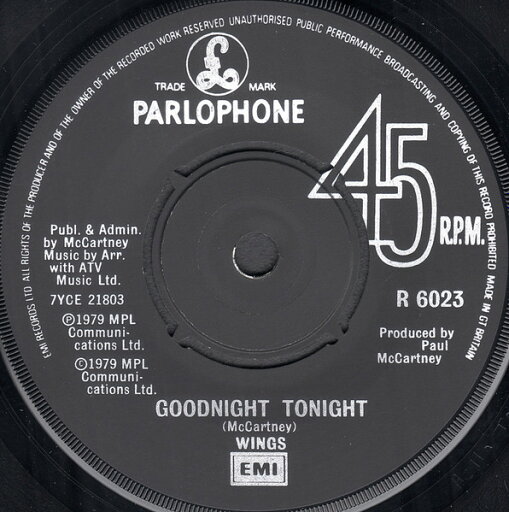 EMI RECORDS LTD ALL RIGHTS OF THE PRODUCER AND OF THE OWNER OF THE RECORDED WORK RESERVED UNAUTHORISED PUBLIC PERFORMANCE BROADCASTING AND COPYING OF THIS RECORD PROHIBITED MADE IN GT BRITAIN
£
TRADE MARK
PARLOPHONE
45 R.P.M.
Publ. & Admin.
by McCartney
Music by Arr.
with ATV
Music Ltd.
7YCE 21803
Ⓟ1979 MPL
Communi-
cations Ltd.
©1979 MPL
Communi-
cations Ltd.
R 6023
Produced by
Paul
McCartney
GOODNIGHT TONIGHT
(McCartney)
WINGS
EMI